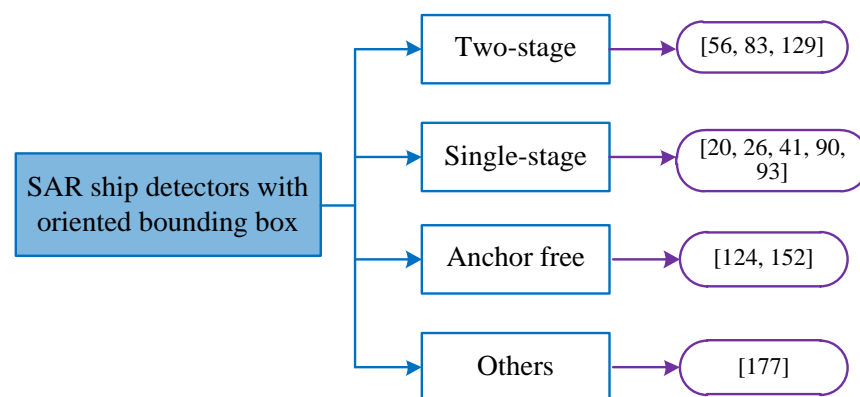 SAR ship detectors with
oriented bounding box
Two-stage
[56, 83, 129]
Single-stage
[20, 26, 41, 90,
93]
Anchor free
[124, 152]
Others
[177]